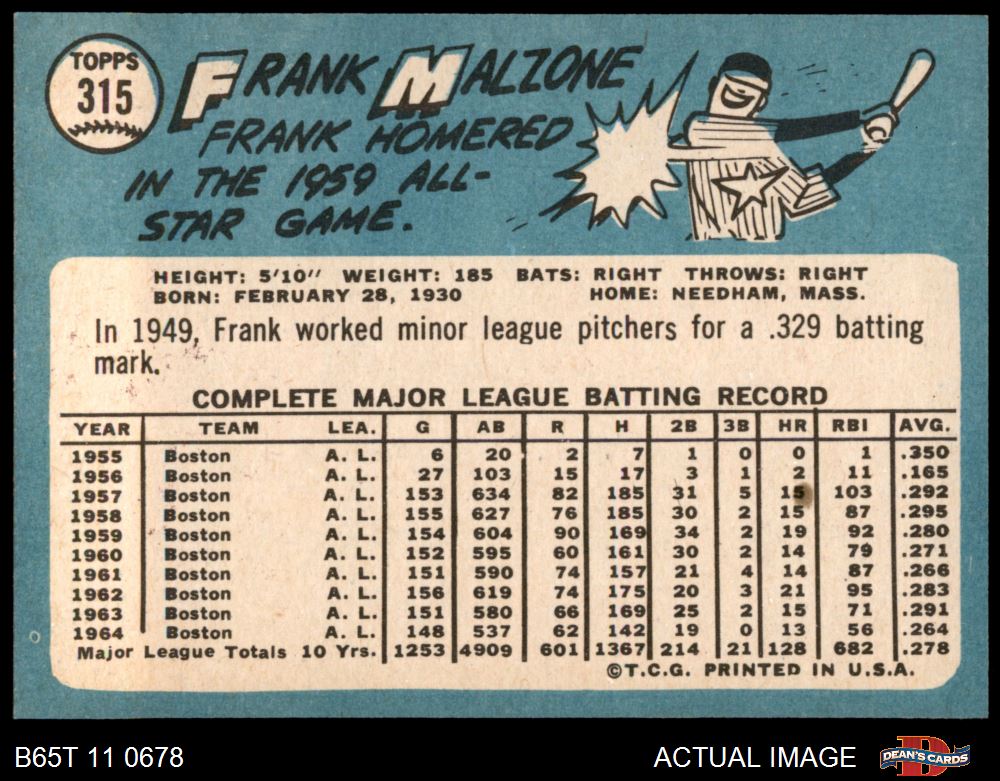 TOPPS
315
FRANK MALZONE
FRANK HOMERED
IN THE 1959 ALL-
STAR GAME.
HEIGHT: 5'10" WEIGHT: 185 BATS: RIGHT THROWS: RIGHT
BORN: FEBRUARY 28, 1930 HOME: NEEDHAM, MASS.
In 1949, Frank worked minor league pitchers for a .329 batting
mark.
COMPLETE MAJOR LEAGUE BATTING RECORD
YEAR TEAM LEA. G AB R H 2B 3B HR RBI AVG.
1955 Boston A. L. 6 20 2 7 1 0 0 1 .350
1956 Boston A. L. 27 103 15 17 3 1 2 11 .165
1957 Boston A. L. 153 634 82 185 31 5 15 103 .292
1958 Boston A. L. 155 627 76 185 30 2 15 87 .295
1959 Boston A. L. 154 604 90 169 34 2 19 92 .280
1960 Boston A. L. 152 595 60 161 30 2 14 79 .271
1961 Boston A. L. 151 590 74 157 21 4 14 87 .266
1962 Boston A. L. 156 619 74 175 20 3 21 95 .283
1963 Boston A. L. 151 580 66 169 25 2 15 71 .291
1964 Boston A. L. 148 537 62 142 19 0 13 56 .264
Major League Totals 10 Yrs. 1253 4909 601 1367 214 21 128 682 .278
©T.C.G. PRINTED IN U.S.A.
B65T 11 0678 ACTUAL IMAGE DEAN'S CARDS